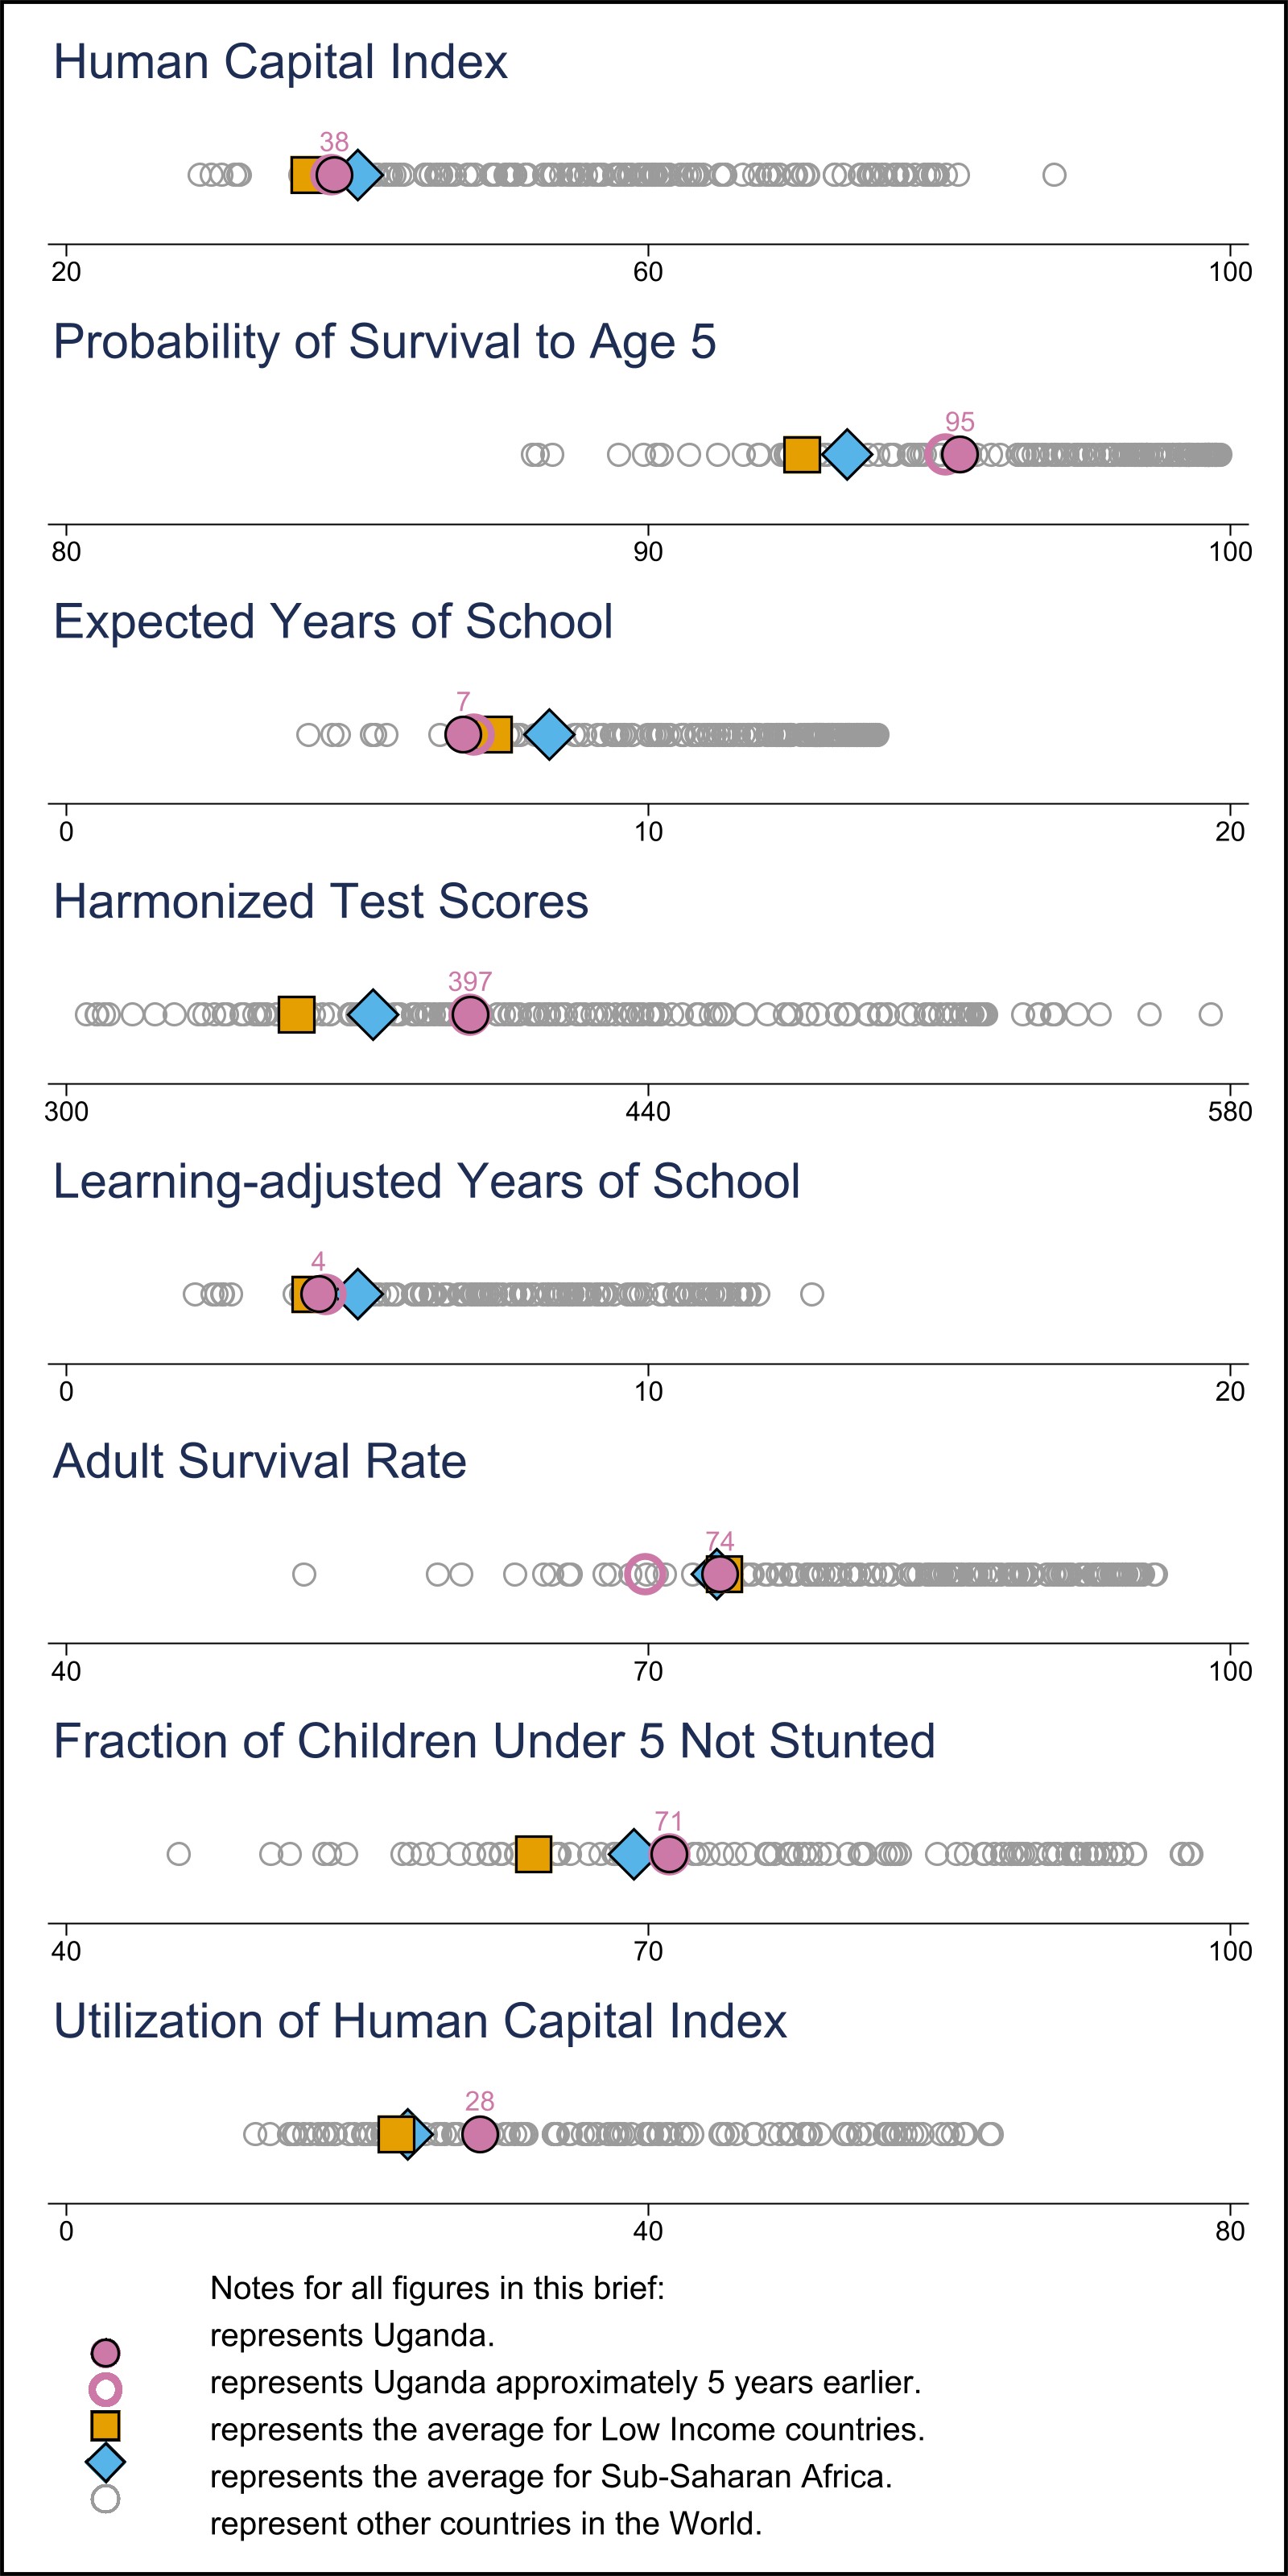 Human Capital Index
38
20 60 100
Probability of Survival to Age 5
95
80 90 100
Expected Years of School
7
0 10 20
Harmonized Test Scores
397
300 440 580
Learning-adjusted Years of School
4
0 10 20
Adult Survival Rate
74
40 70 100
Fraction of Children Under 5 Not Stunted
71
40 70 100
Utilization of Human Capital Index
28
0 40 80
Notes for all figures in this brief:
represents Uganda.
represents Uganda approximately 5 years earlier.
represents the average for Low Income countries.
represents the average for Sub-Saharan Africa.
represent other countries in the World.